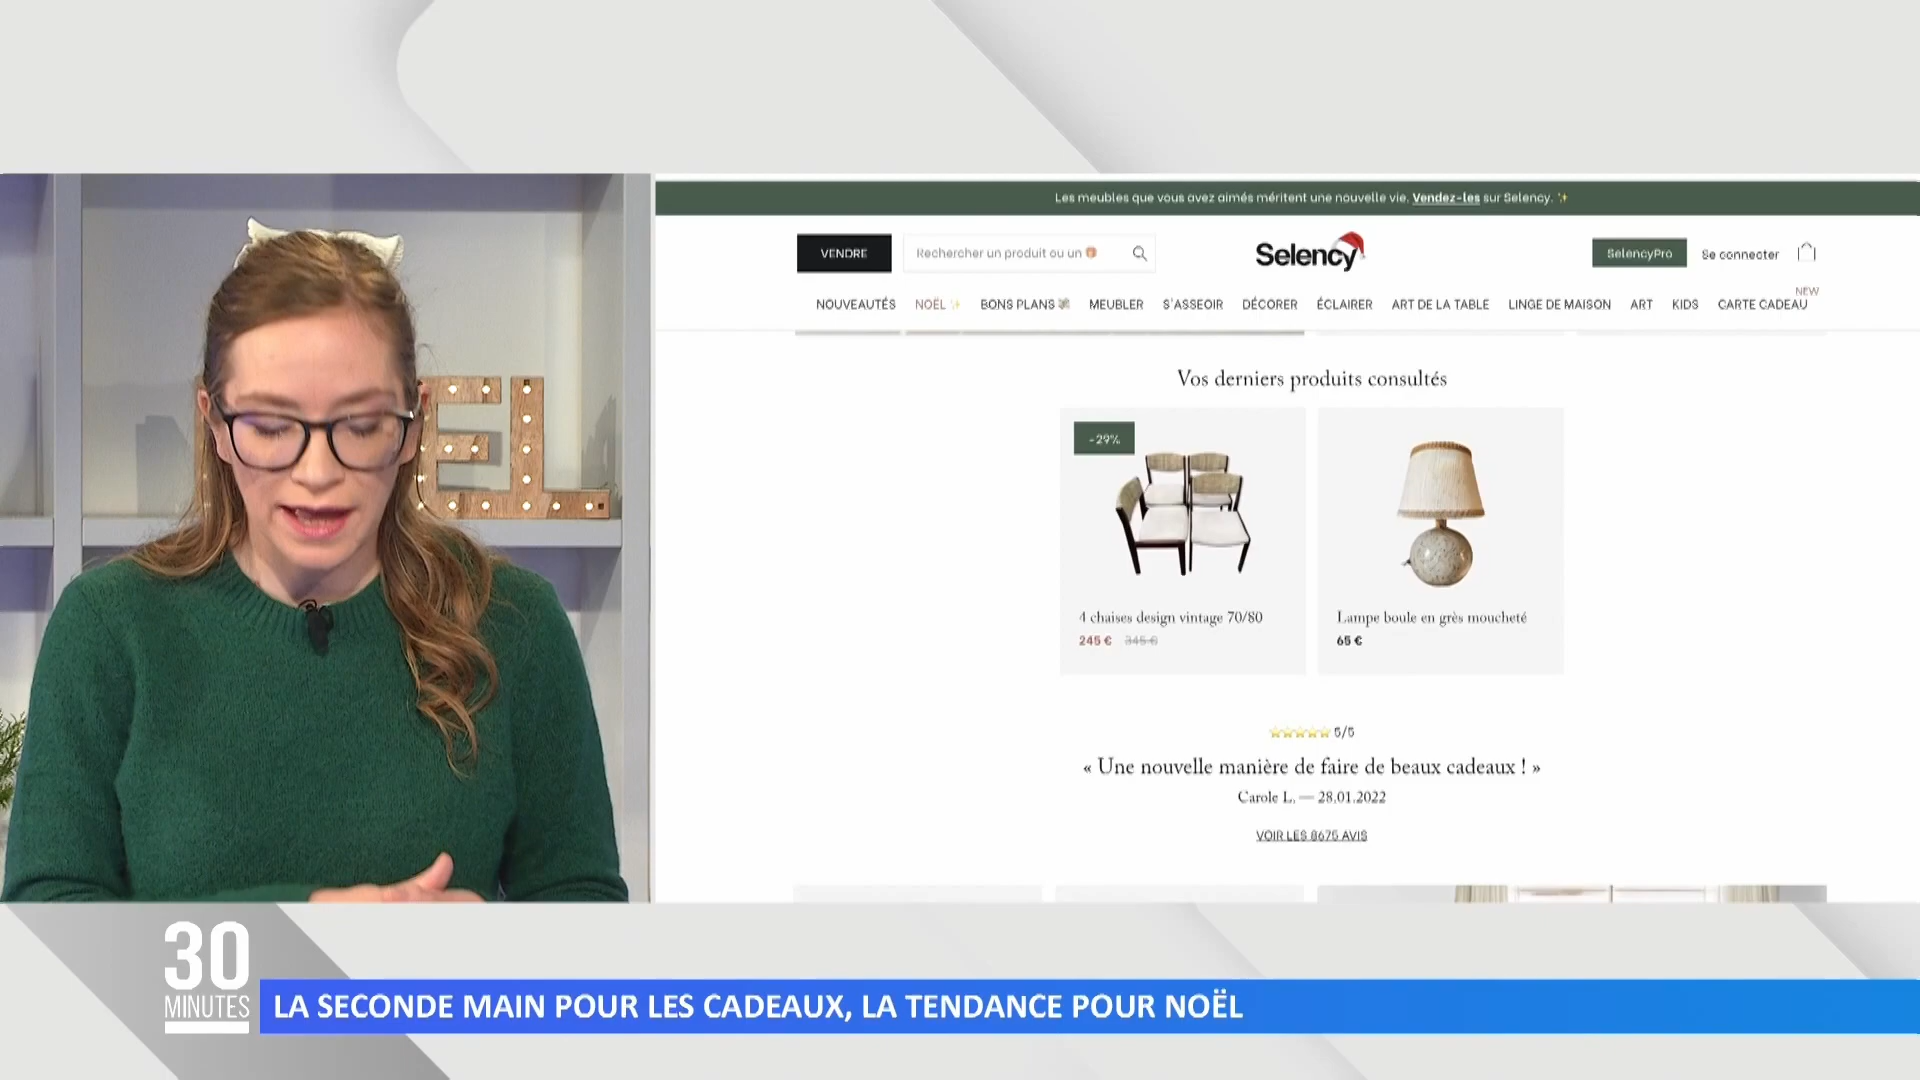 Les meubles que vous avez aimés méritent une nouvelle vie. Vendez-les sur Selency. ✨
VENDRE
Rechercher un produit ou un 🎁
Selency
SelencyPro
Se connecter
NEW
NOUVEAUTÉS NOËL ✨ BONS PLANS 💸 MEUBLER S'ASSEOIR DÉCORER ÉCLAIRER ART DE LA TABLE LINGE DE MAISON ART KIDS CARTE CADEAU
Vos derniers produits consultés
-29%
4 chaises design vintage 70/80
245 € 345 €
Lampe boule en grès moucheté
65 €
⭐⭐⭐⭐⭐ 5/5
« Une nouvelle manière de faire de beaux cadeaux ! »
Carole L. — 28.01.2022
VOIR LES 8675 AVIS
EL
30
MINUTES
LA SECONDE MAIN POUR LES CADEAUX, LA TENDANCE POUR NOËL